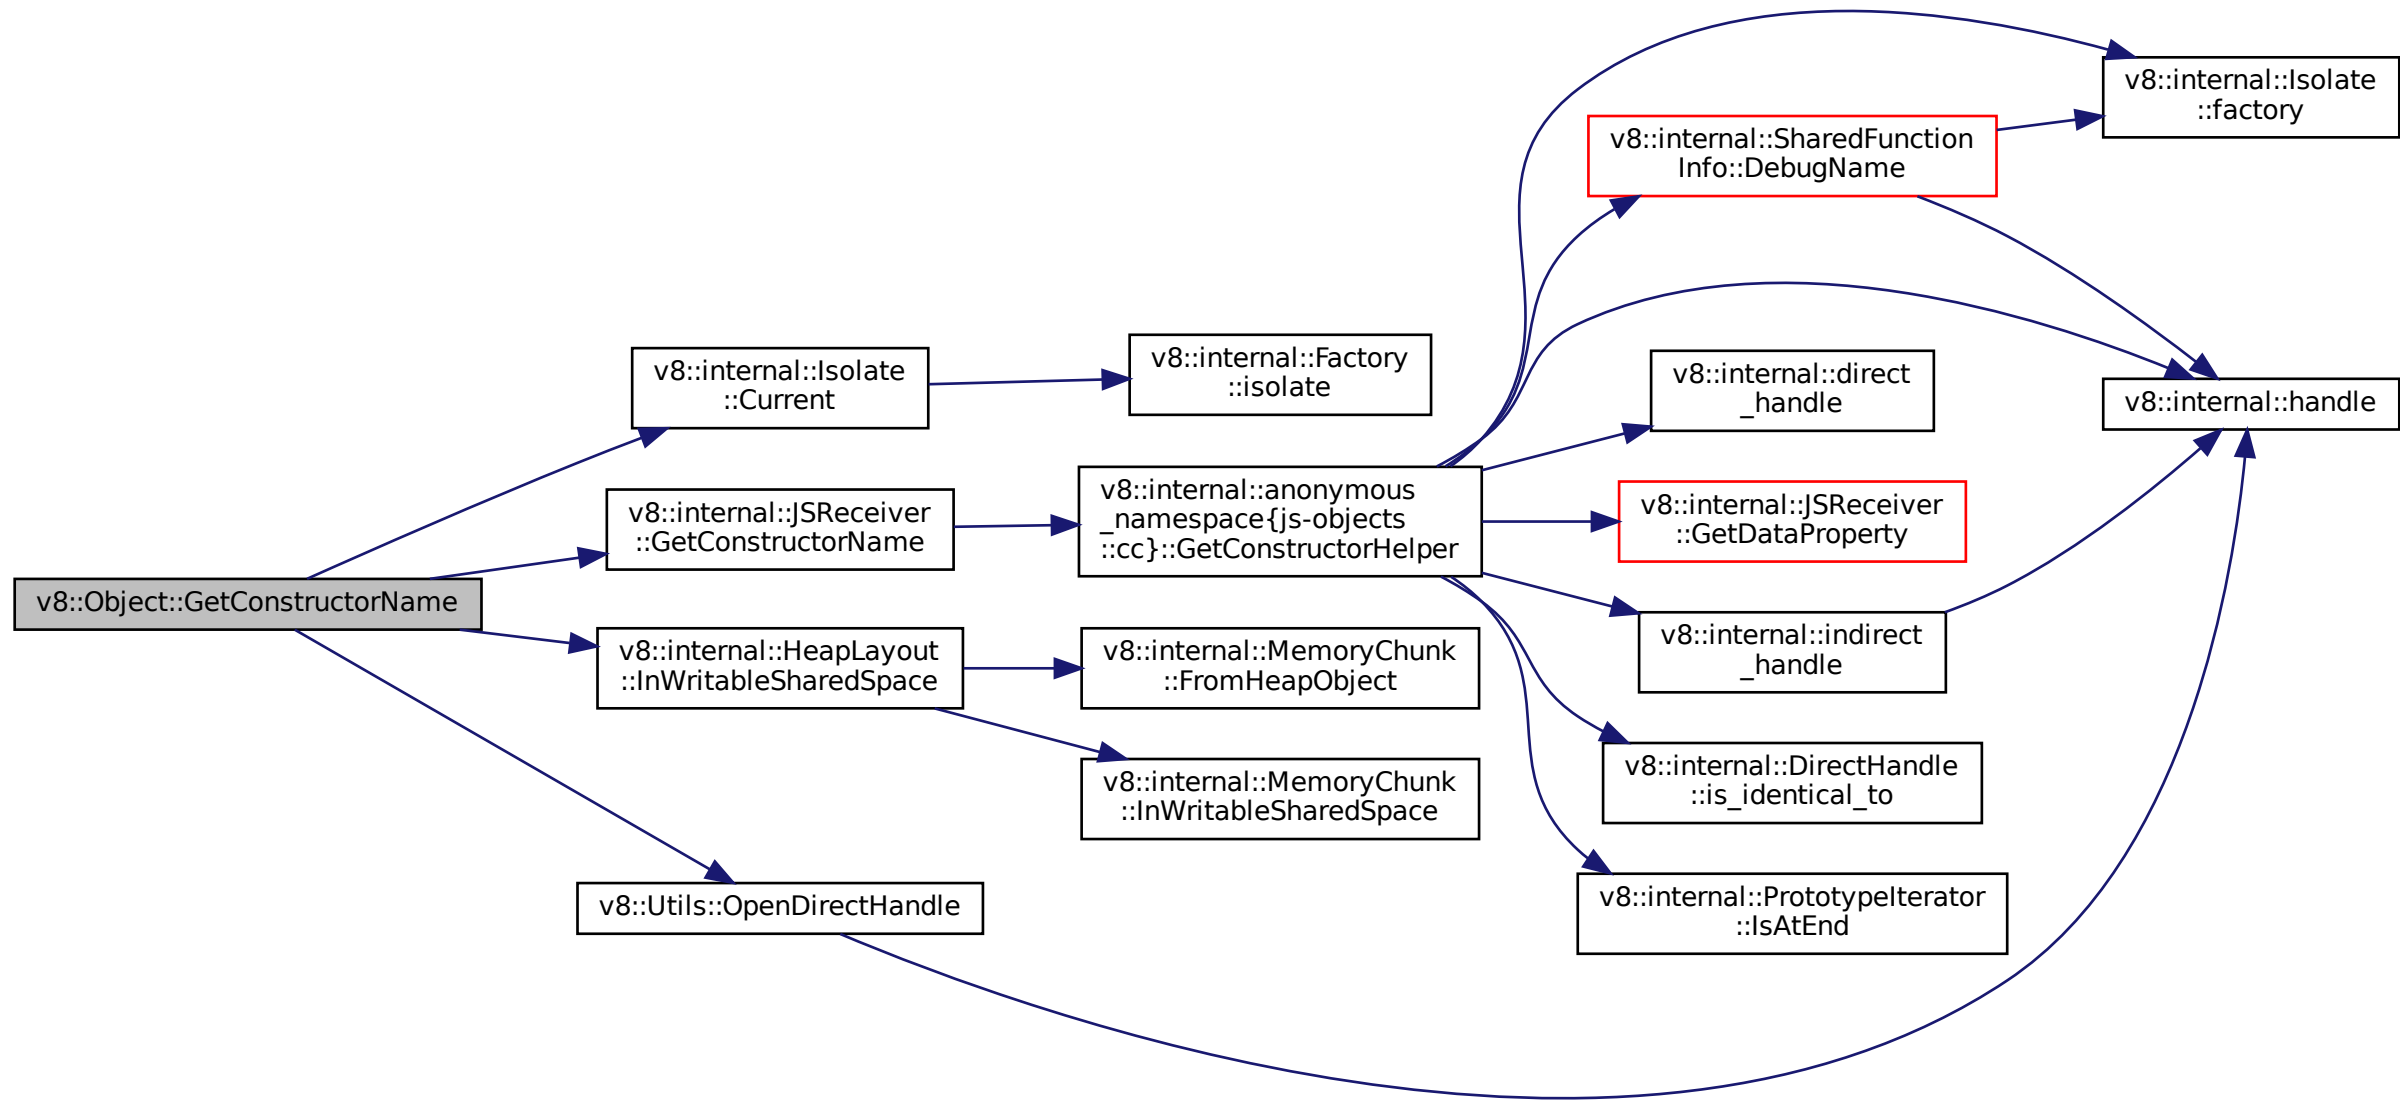 v8::Object::GetConstructorName
v8::internal::Isolate
::Current
v8::internal::JSReceiver
::GetConstructorName
v8::internal::HeapLayout
::InWritableSharedSpace
v8::Utils::OpenDirectHandle
v8::internal::Factory
::isolate
v8::internal::anonymous
_namespace{js-objects
::cc}::GetConstructorHelper
v8::internal::MemoryChunk
::FromHeapObject
v8::internal::MemoryChunk
::InWritableSharedSpace
v8::internal::SharedFunction
Info::DebugName
v8::internal::direct
_handle
v8::internal::JSReceiver
::GetDataProperty
v8::internal::indirect
_handle
v8::internal::DirectHandle
::is_identical_to
v8::internal::PrototypeIterator
::IsAtEnd
v8::internal::Isolate
::factory
v8::internal::handle